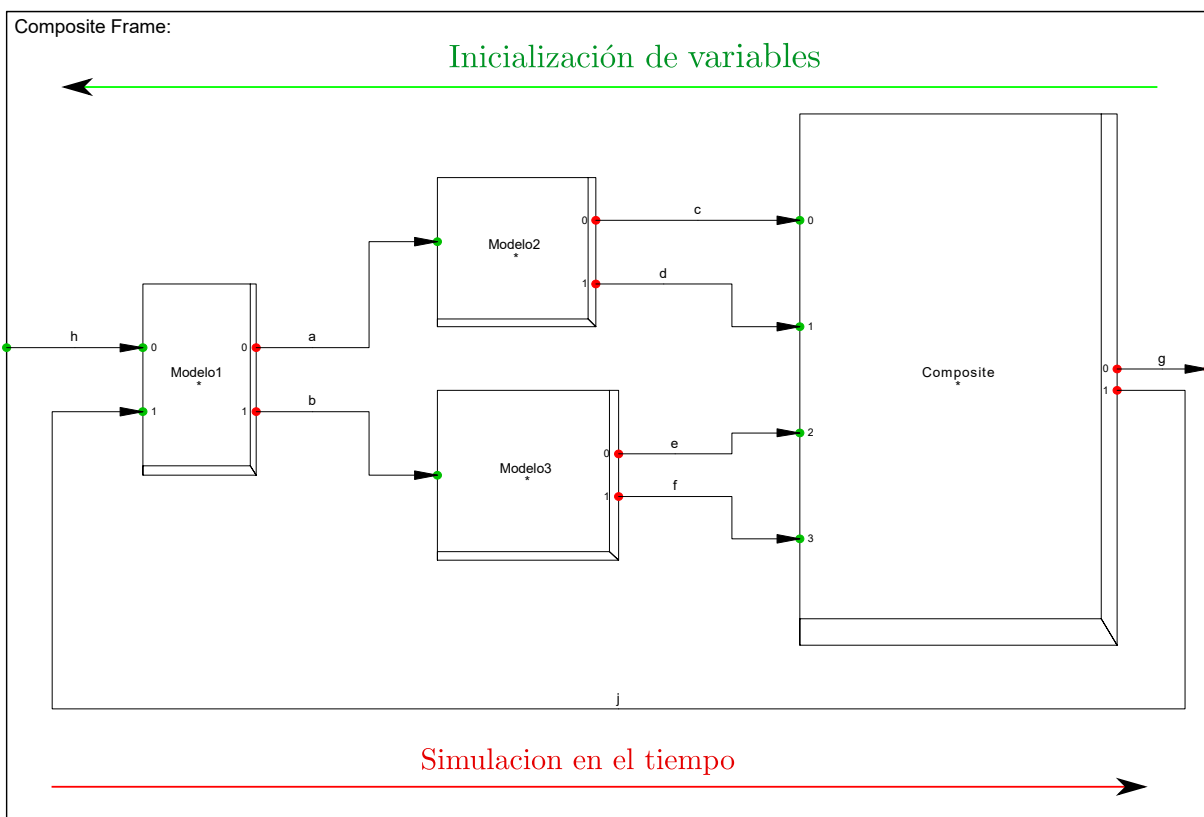 Composite Frame:
Inicialización de variables
c
0
0
Modelo2
*
d
1
1
h
a
0
0
Modelo1
*
Composite
*
g
0
1
b
1
1
2
e
0
Modelo3
*
f
1
3
j
Simulacion en el tiempo